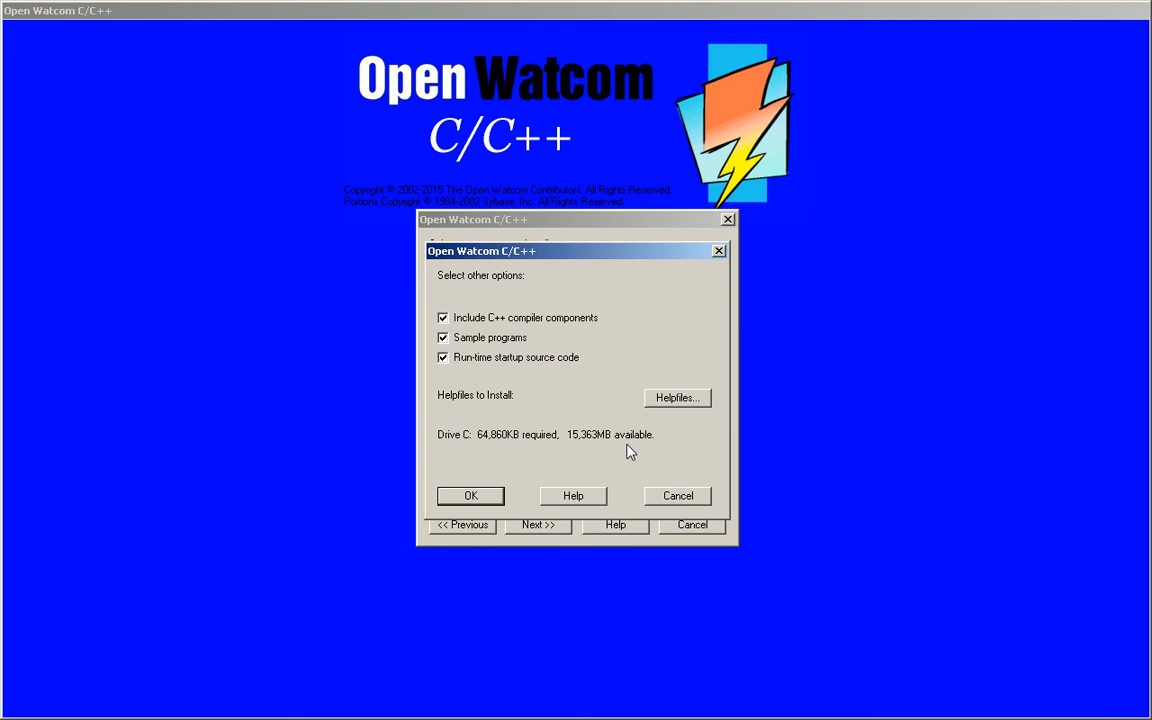 Open Watcom C/C++
Open Watcom
C/C++
Copyright © 2002-2015 The Open Watcom Contributors. All Rights Reserved.
Portions Copyright © 1984-2002 Sybase, Inc. All Rights Reserved.
Open Watcom C/C++
Open Watcom C/C++
Select other options:
Include C++ compiler components
Sample programs
Run-time startup source code
Helpfiles to Install: Helpfiles...
Drive C: 64,860KB required, 15,363MB available.
OK Help Cancel
<< Previous Next >> Help Cancel